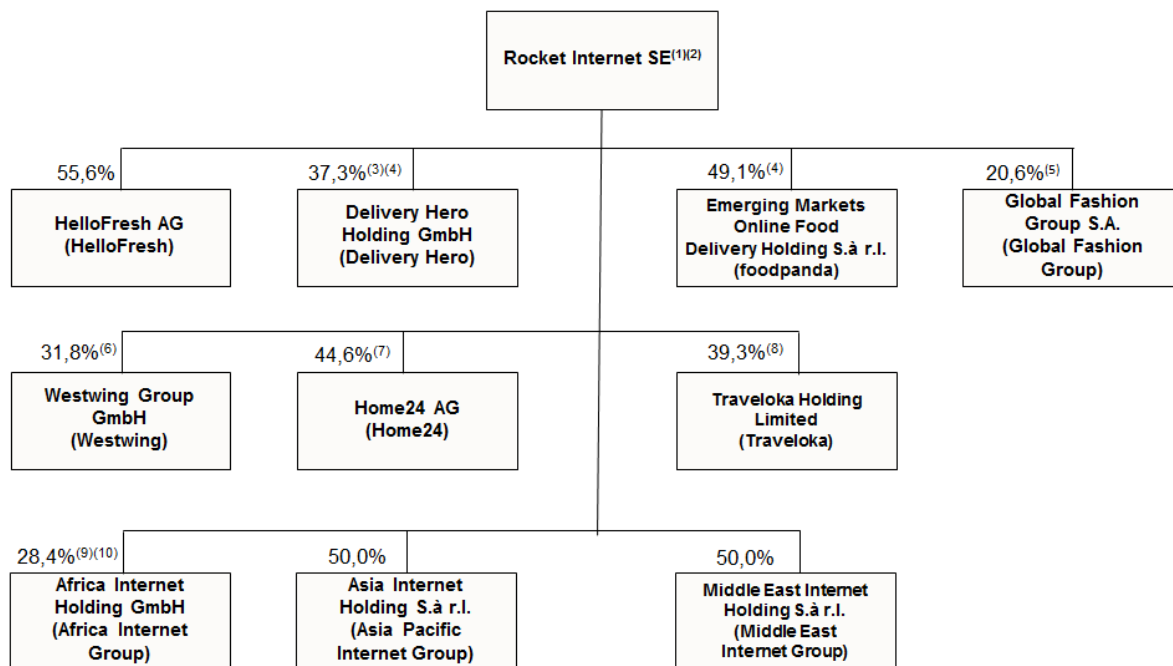 Rocket Internet SE(1)(2)
55,6%
HelloFresh AG
(HelloFresh)
37,3%(3)(4)
Delivery Hero
Holding GmbH
(Delivery Hero)
49,1%(4)
Emerging Markets
Online Food
Delivery Holding S.à r.l.
(foodpanda)
20,6%(5)
Global Fashion
Group S.A.
(Global Fashion
Group)
31,8%(6)
Westwing Group
GmbH
(Westwing)
44,6%(7)
Home24 AG
(Home24)
39,3%(8)
Traveloka Holding
Limited
(Traveloka)
28,4%(9)(10)
Africa Internet
Holding GmbH
(Africa Internet
Group)
50,0%
Asia Internet
Holding S.à r.l.
(Asia Pacific
Internet Group)
50,0%
Middle East Internet
Holding S.à r.l.
(Middle East
Internet Group)